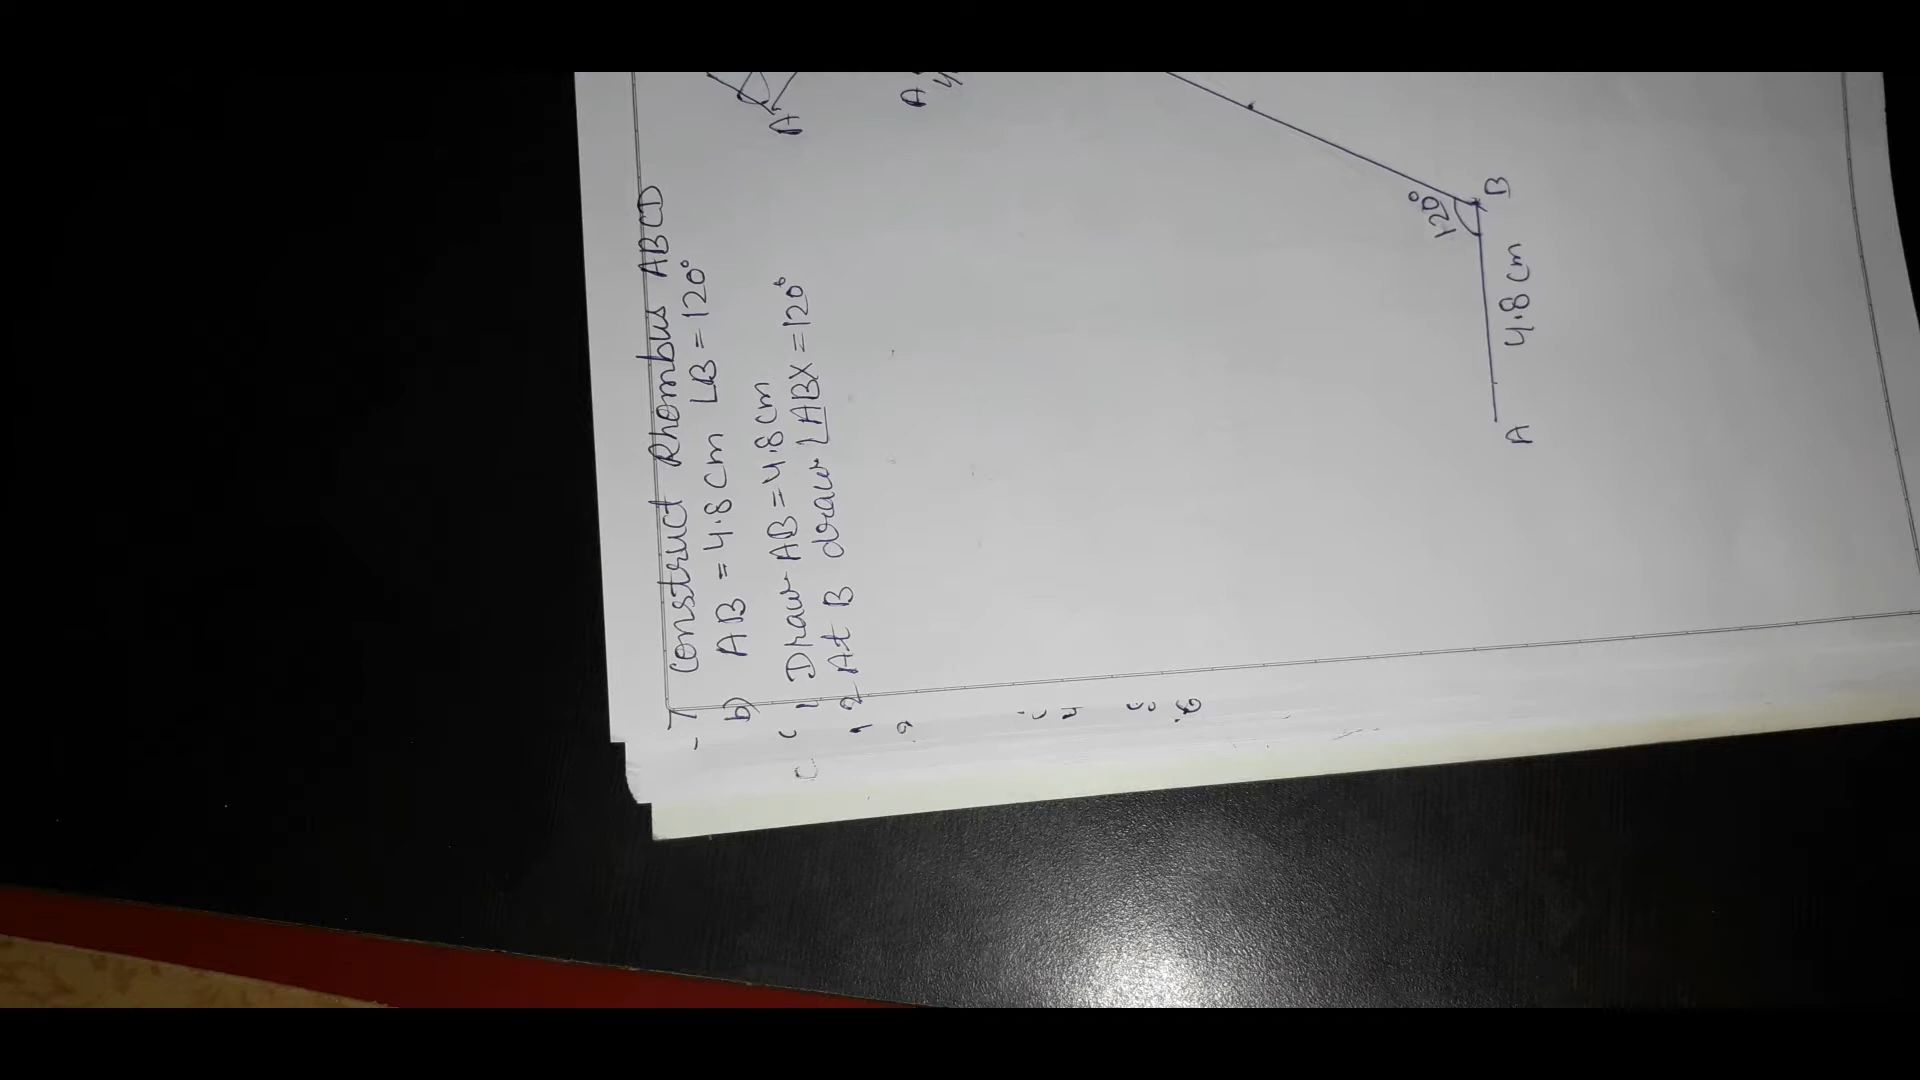 7 Construct Rhombus ABCD
b) AB = 4.8 cm ∠B = 120°
1 Draw AB = 4.8 cm
2 At B draw ∠ABX = 120°
A
A
120°
B
A 4.8 cm